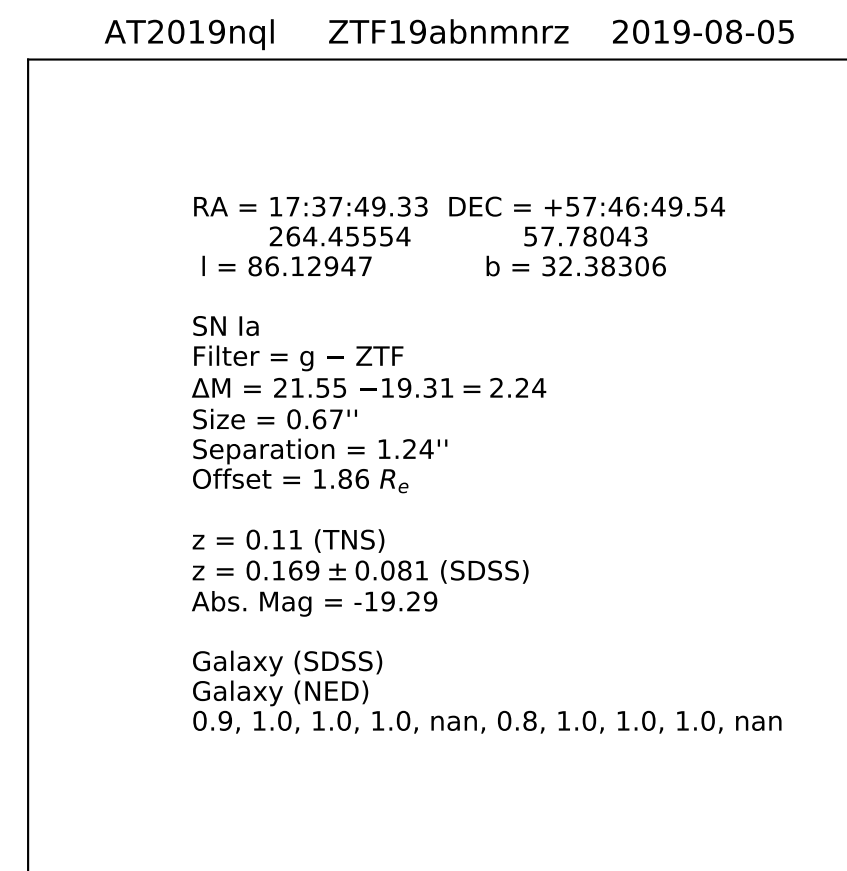 AT2019nql ZTF19abnmnrz 2019-08-05
RA = 17:37:49.33 DEC = +57:46:49.54
264.45554 57.78043
l = 86.12947 b = 32.38306
SN Ia
Filter = g − ZTF
ΔM = 21.55 −19.31 = 2.24
Size = 0.67''
Separation = 1.24''
Offset = 1.86 Rₑ
z = 0.11 (TNS)
z = 0.169 ± 0.081 (SDSS)
Abs. Mag = -19.29
Galaxy (SDSS)
Galaxy (NED)
0.9, 1.0, 1.0, 1.0, nan, 0.8, 1.0, 1.0, 1.0, nan